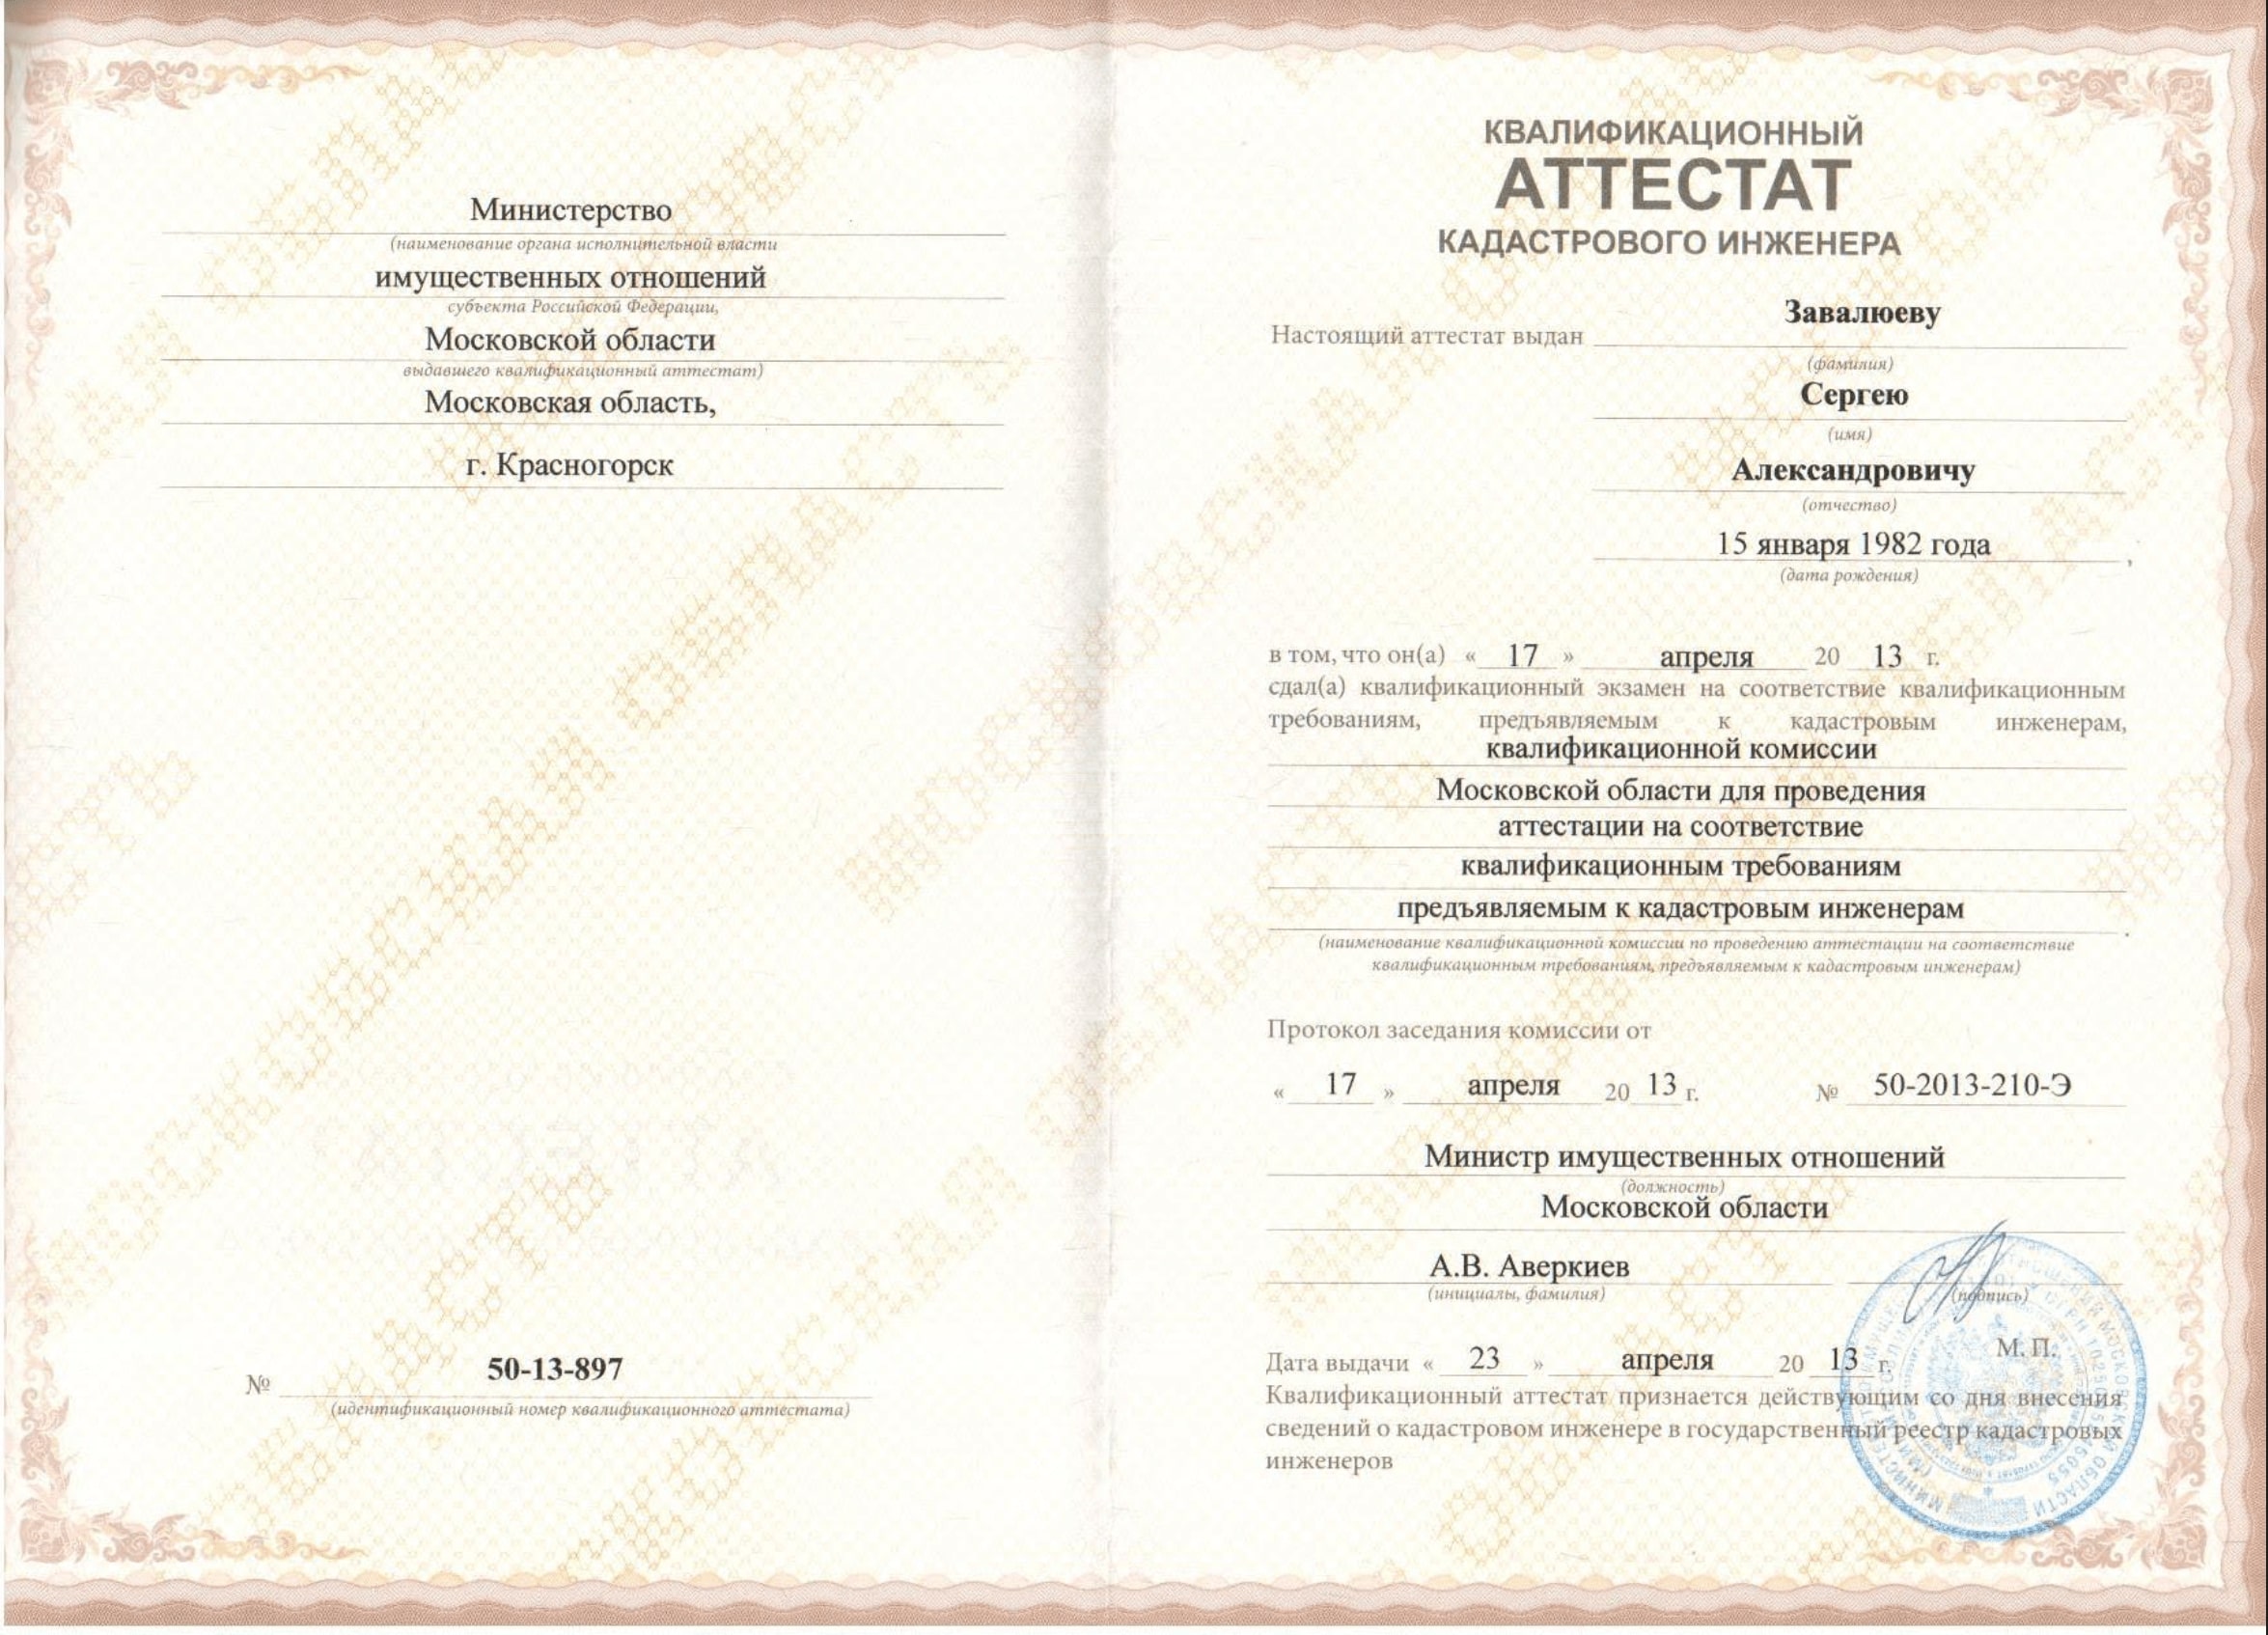 Министерство
(наименование органа исполнительной власти
имущественных отношений
субъекта Российской Федерации,
Московской области
выдавшего квалификационный аттестат)
Московская область,
г. Красногорск
№ 50-13-897
(идентификационный номер квалификационного аттестата)
КВАЛИФИКАЦИОННЫЙ
АТТЕСТАТ
КАДАСТРОВОГО ИНЖЕНЕРА
Настоящий аттестат выдан Завалюеву
(фамилия)
Сергею
(имя)
Александровичу
(отчество)
15 января 1982 года ,
(дата рождения)
в том, что он(а) « 17 » апреля 20 13 г.
сдал(а) квалификационный экзамен на соответствие квалификационным
требованиям, предъявляемым к кадастровым инженерам,
квалификационной комиссии
Московской области для проведения
аттестации на соответствие
квалификационным требованиям
предъявляемым к кадастровым инженерам .
(наименование квалификационной комиссии по проведению аттестации на соответствие
квалификационным требованиям, предъявляемым к кадастровым инженерам)
Протокол заседания комиссии от
« 17 » апреля 20 13 г. № 50-2013-210-Э
Министр имущественных отношений
(должность)
Московской области
А.В. Аверкиев
(инициалы, фамилия) (подпись)
М. П.
Дата выдачи « 23 » апреля 20 13 г.
Квалификационный аттестат признается действующим со дня внесения
сведений о кадастровом инженере в государственный реестр кадастровых
инженеров